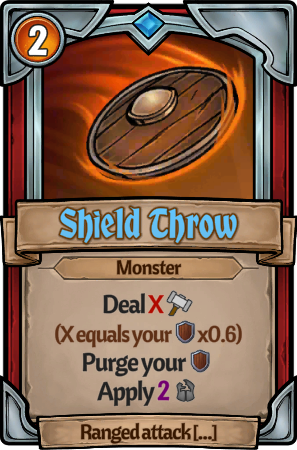 2
Shield Throw
Monster
Deal X
(X equals your x0.6)
Purge your
Apply 2
Ranged attack [...]